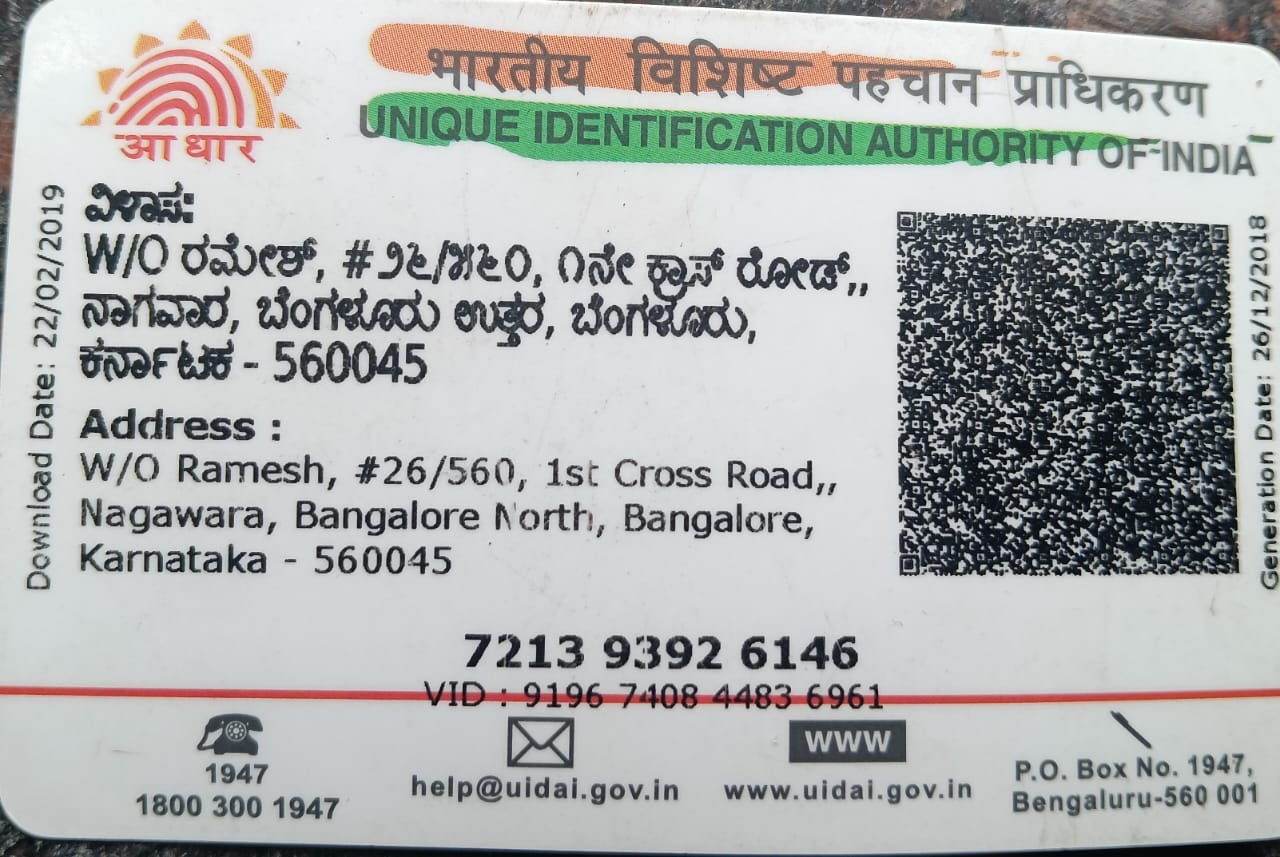 आधार
भारतीय विशिष्ट पहचान प्राधिकरण
UNIQUE IDENTIFICATION AUTHORITY OF INDIA
Download Date: 22/02/2019
ವಿಳಾಸ:
W/O ರಮೇಶ್, #೨೬/೫೬೦, ೧ನೇ ಕ್ರಾಸ್ ರೋಡ್,,
ನಾಗವಾರ, ಬೆಂಗಳೂರು ಉತ್ತರ, ಬೆಂಗಳೂರು,
ಕರ್ನಾಟಕ - 560045
Address :
W/O Ramesh, #26/560, 1st Cross Road,,
Nagawara, Bangalore North, Bangalore,
Karnataka - 560045
Generation Date: 26/12/2018
7213 9392 6146
VID : 9196 7408 4483 6961
1947
1800 300 1947
help@uidai.gov.in
www
www.uidai.gov.in
P.O. Box No. 1947,
Bengaluru-560 001